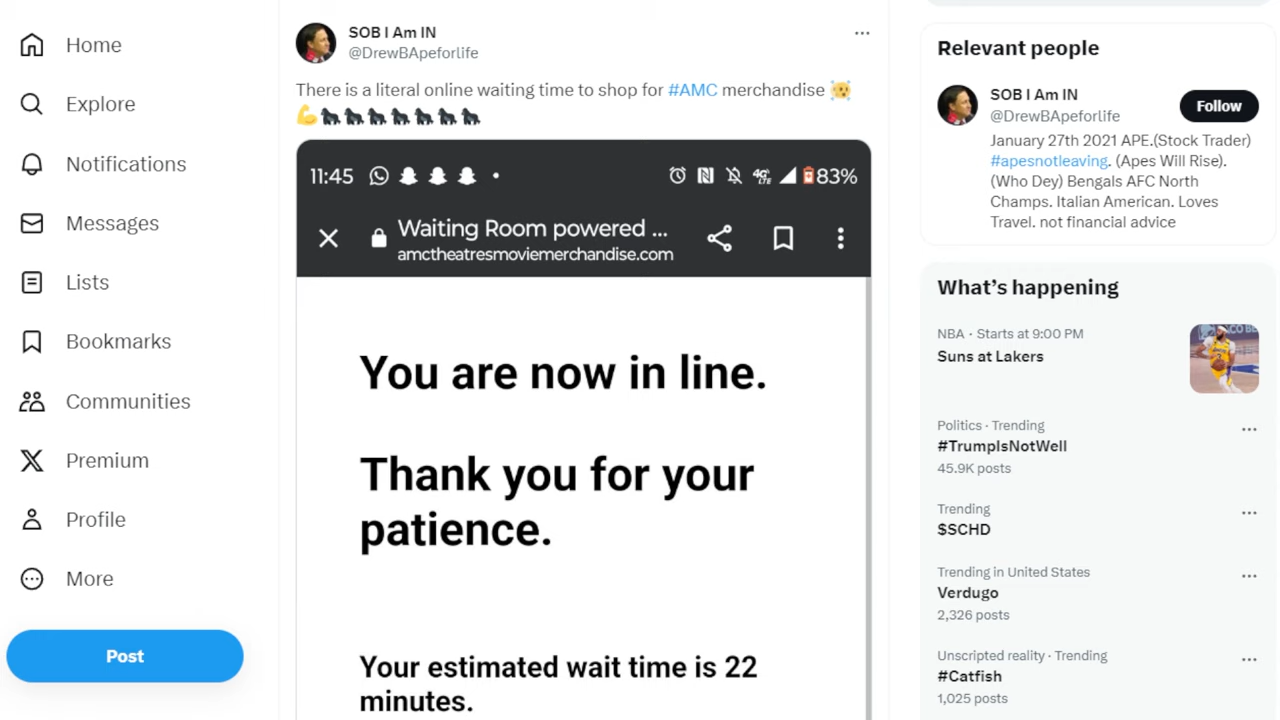 Home
Explore
Notifications
Messages
Lists
Bookmarks
Communities
Premium
Profile
More
Post
SOB I Am IN
@DrewBApeforlife
There is a literal online waiting time to shop for #AMC merchandise
11:45
4G LTE
83%
Waiting Room powered ...
amctheatresmoviemerchandise.com
You are now in line.
Thank you for your
patience.
Your estimated wait time is 22
minutes.
Relevant people
SOB I Am IN
@DrewBApeforlife
Follow
January 27th 2021 APE.(Stock Trader)
#apesnotleaving. (Apes Will Rise).
(Who Dey) Bengals AFC North
Champs. Italian American. Loves
Travel. not financial advice
What's happening
NBA · Starts at 9:00 PM
Suns at Lakers
Politics · Trending
#TrumpIsNotWell
45.9K posts
Trending
$SCHD
Trending in United States
Verdugo
2,326 posts
Unscripted reality · Trending
#Catfish
1,025 posts